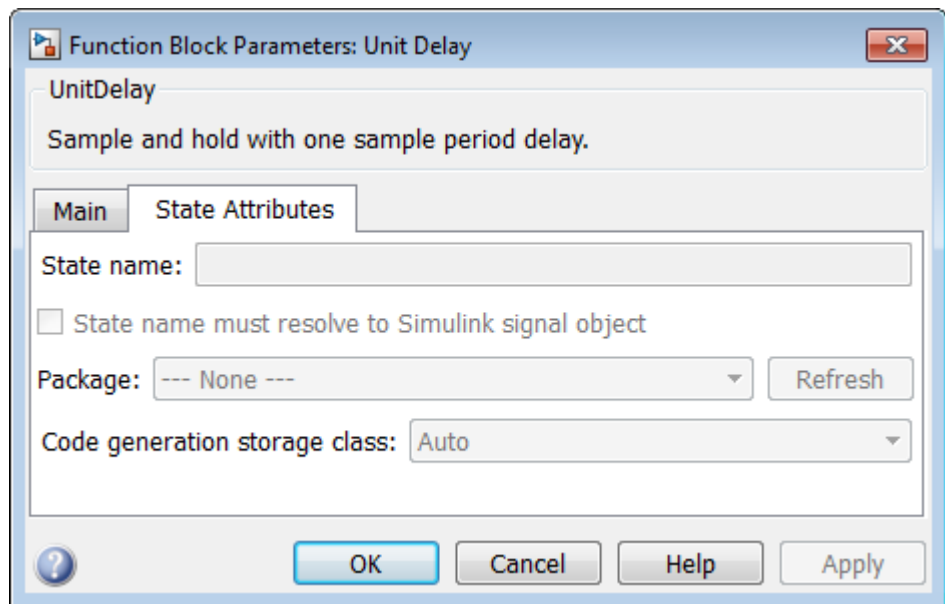 Function Block Parameters: Unit Delay
UnitDelay
Sample and hold with one sample period delay.
Main State Attributes
State name:
State name must resolve to Simulink signal object
Package: --- None --- Refresh
Code generation storage class: Auto
? OK Cancel Help Apply